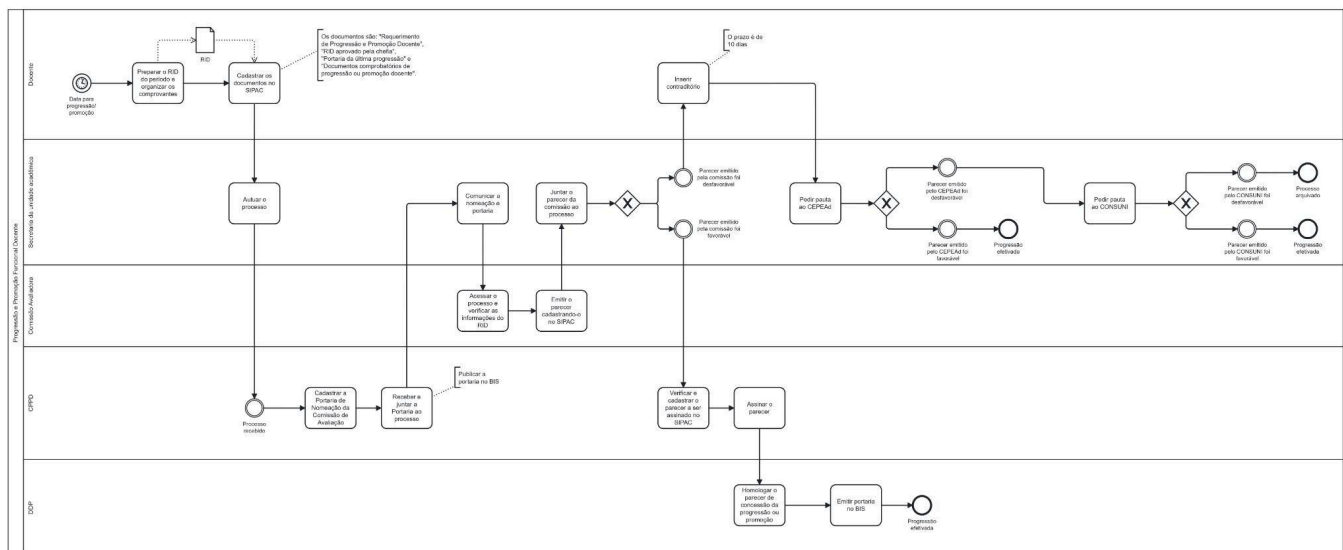 Progressão e Promoção Funcional Docente
Docente
Data para
progressão/
promoção
Preparar o RID
do período e
organizar os
comprovantes
RID
Cadastrar os
documentos no
SIPAC
Os documentos são: "Requerimento
de Progressão e Promoção Docente",
"RID aprovado pela chefia",
"Portaria da última progressão" e
"Documentos comprobatórios de
progressão ou promoção docente".
Inserir
contraditório
O prazo é de
10 dias
Secretaria da unidade acadêmica
Autuar o
processo
Comunicar a
nomeação e
portaria
Juntar o
parecer da
comissão ao
processo
Parecer emitido
pela comissão foi
desfavorável
Parecer emitido
pela comissão foi
favorável
Pedir pauta
ao CEPEAd
Parecer emitido
pelo CEPEAd foi
desfavorável
Parecer emitido
pelo CEPEAd foi
favorável
Progressão
efetivada
Pedir pauta
ao CONSUNI
Parecer emitido
pelo CONSUNI foi
desfavorável
Processo
arquivado
Parecer emitido
pelo CONSUNI foi
favorável
Progressão
efetivada
Comissão Avaliadora
Acessar o
processo e
verificar as
informações do
RID
Emitir o
parecer
cadastrando-o
no SIPAC
CPPD
Processo
recebido
Cadastrar a
Portaria de
Nomeação da
Comissão de
Avaliação
Receber e
juntar a
Portaria ao
processo
Publicar a
portaria no BIS
Verificar e
cadastrar o
parecer a ser
assinado no
SIPAC
Assinar o
parecer
DDP
Homologar o
parecer de
concessão da
progressão ou
promoção
Emitir portaria
no BIS
Progressão
efetivada